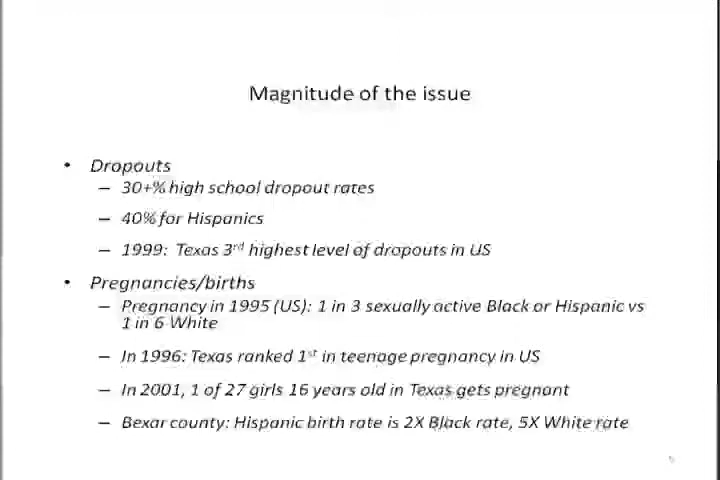 Magnitude of the issue
• Dropouts
– 30+% high school dropout rates
– 40% for Hispanics
– 1999: Texas 3rd highest level of dropouts in US
• Pregnancies/births
– Pregnancy in 1995 (US): 1 in 3 sexually active Black or Hispanic vs
1 in 6 White
– In 1996: Texas ranked 1st in teenage pregnancy in US
– In 2001, 1 of 27 girls 16 years old in Texas gets pregnant
– Bexar county: Hispanic birth rate is 2X Black rate, 5X White rate